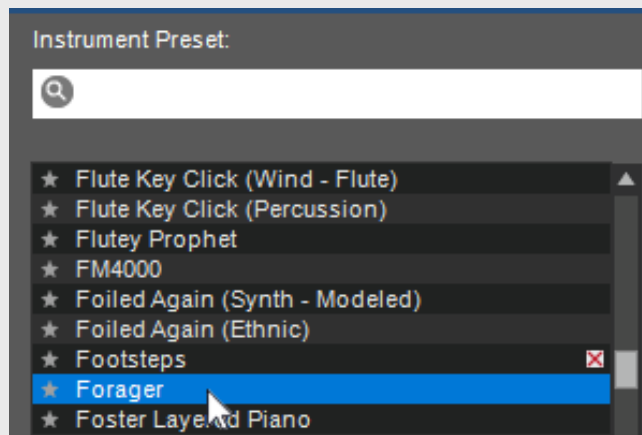 Instrument Preset:
Flute Key Click (Wind - Flute)
Flute Key Click (Percussion)
Flutey Prophet
FM4000
Foiled Again (Synth - Modeled)
Foiled Again (Ethnic)
Footsteps
Forager
Foster Layered Piano